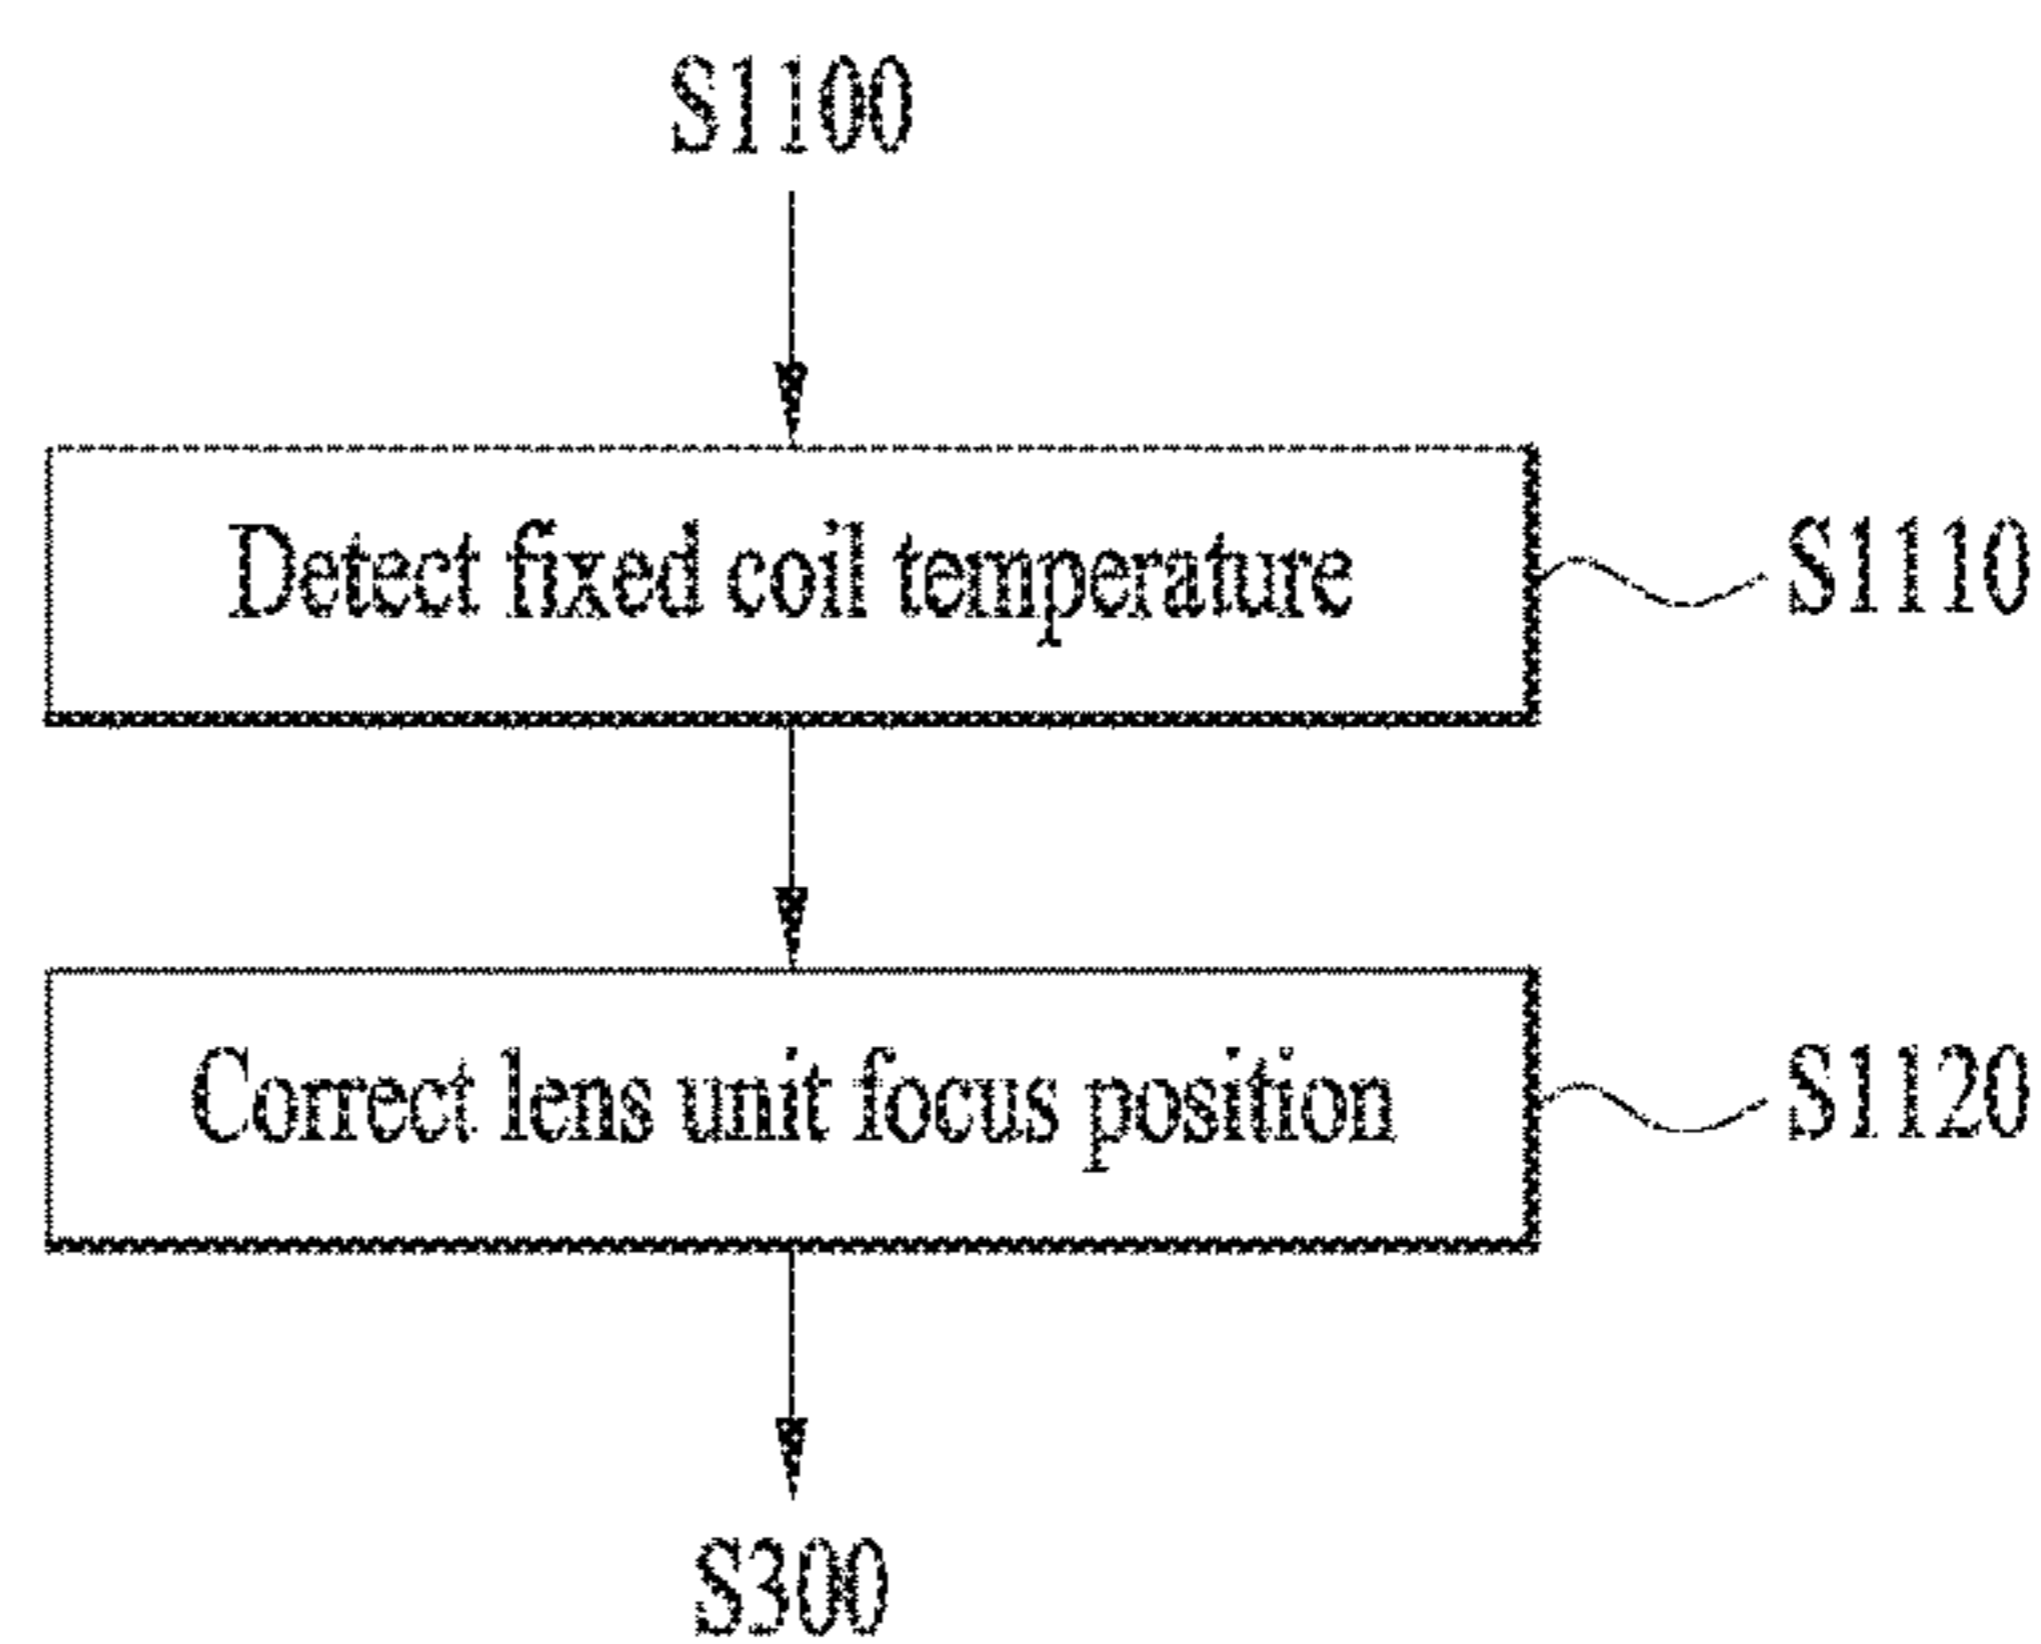 S1100
Detect fixed coil temperature
S1110
Correct lens unit focus position
S1120
S300